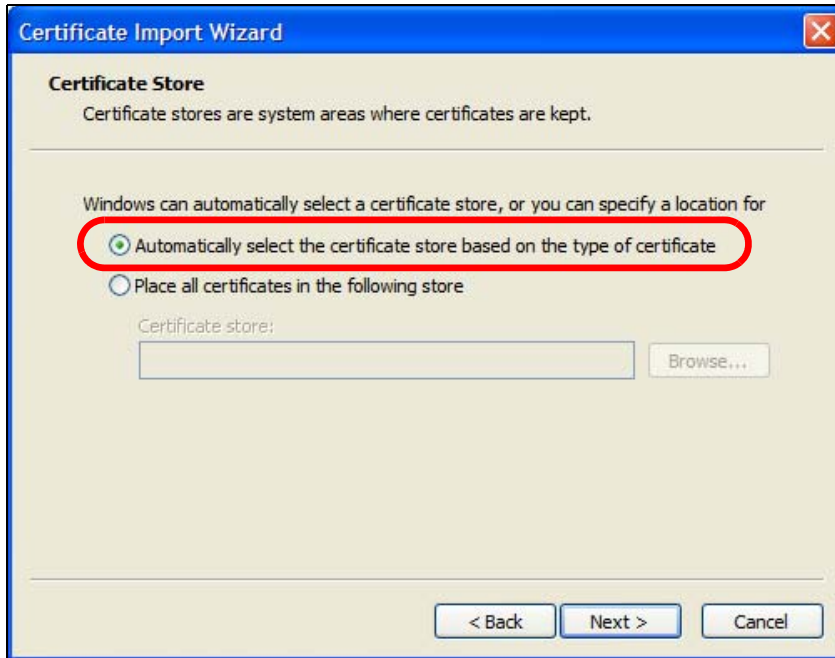 Certificate Import Wizard
Certificate Store
Certificate stores are system areas where certificates are kept.
Windows can automatically select a certificate store, or you can specify a location for
Automatically select the certificate store based on the type of certificate
Place all certificates in the following store
Certificate store:
Browse...
< Back
Next >
Cancel